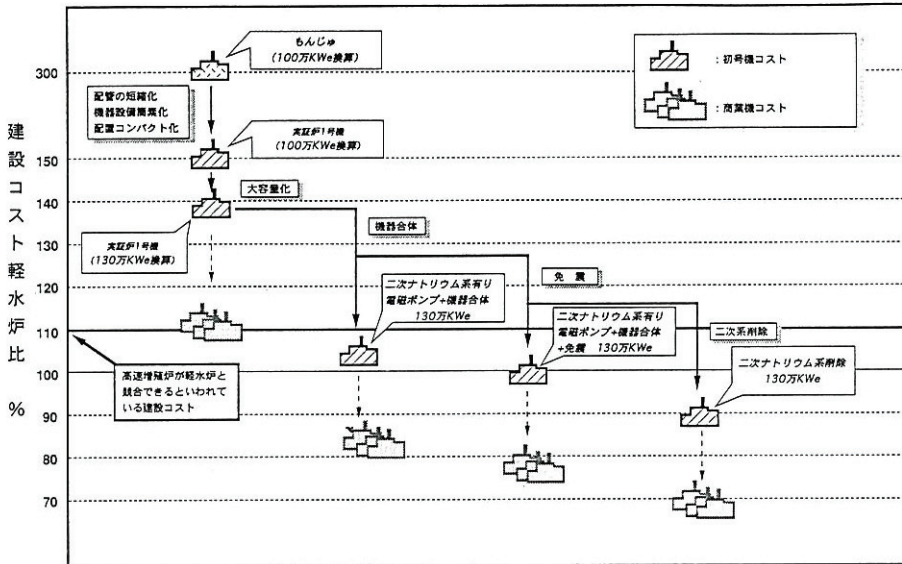 もんじゅ
(100万KWe換算)
:初号機コスト
:商業機コスト
300
配管の短縮化
機器設備簡素化
配置コンパクト化
実証炉1号機
(100万KWe換算)
150
大容量化
140
機器合体
実証炉1号機
(130万KWe換算)
130
免震
120
二次ナトリウム系有り
電磁ポンプ+機器合体
130万KWe
二次ナトリウム系有り
電磁ポンプ+機器合体
+免震 130万KWe
二次系削除
110
二次ナトリウム系削除
130万KWe
100
高速増殖炉が軽水炉と
競合できるといわれて
いる建設コスト
90
80
70
建設コスト軽水炉比 %